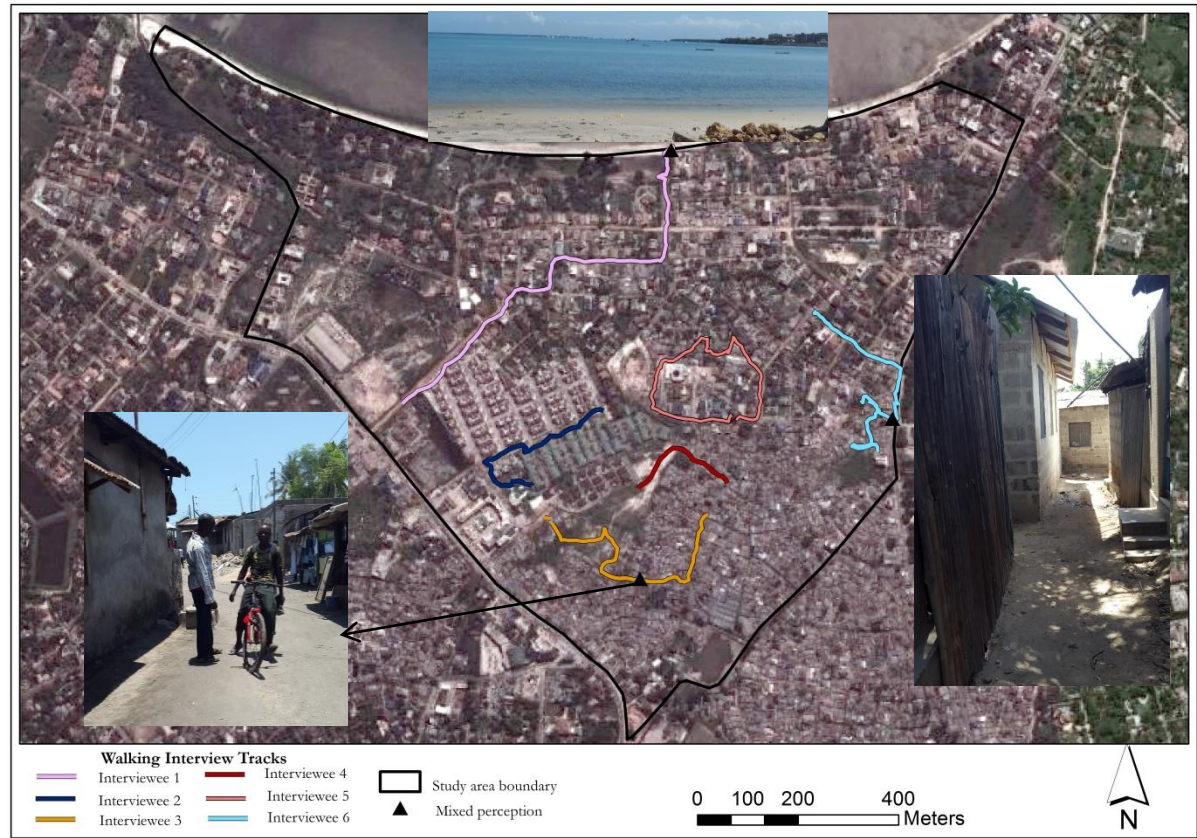 Walking Interview Tracks
Interviewee 1
Interviewee 4
Interviewee 2
Interviewee 5
Interviewee 3
Interviewee 6
Study area boundary
Mixed perception
0 100 200 400
Meters
N